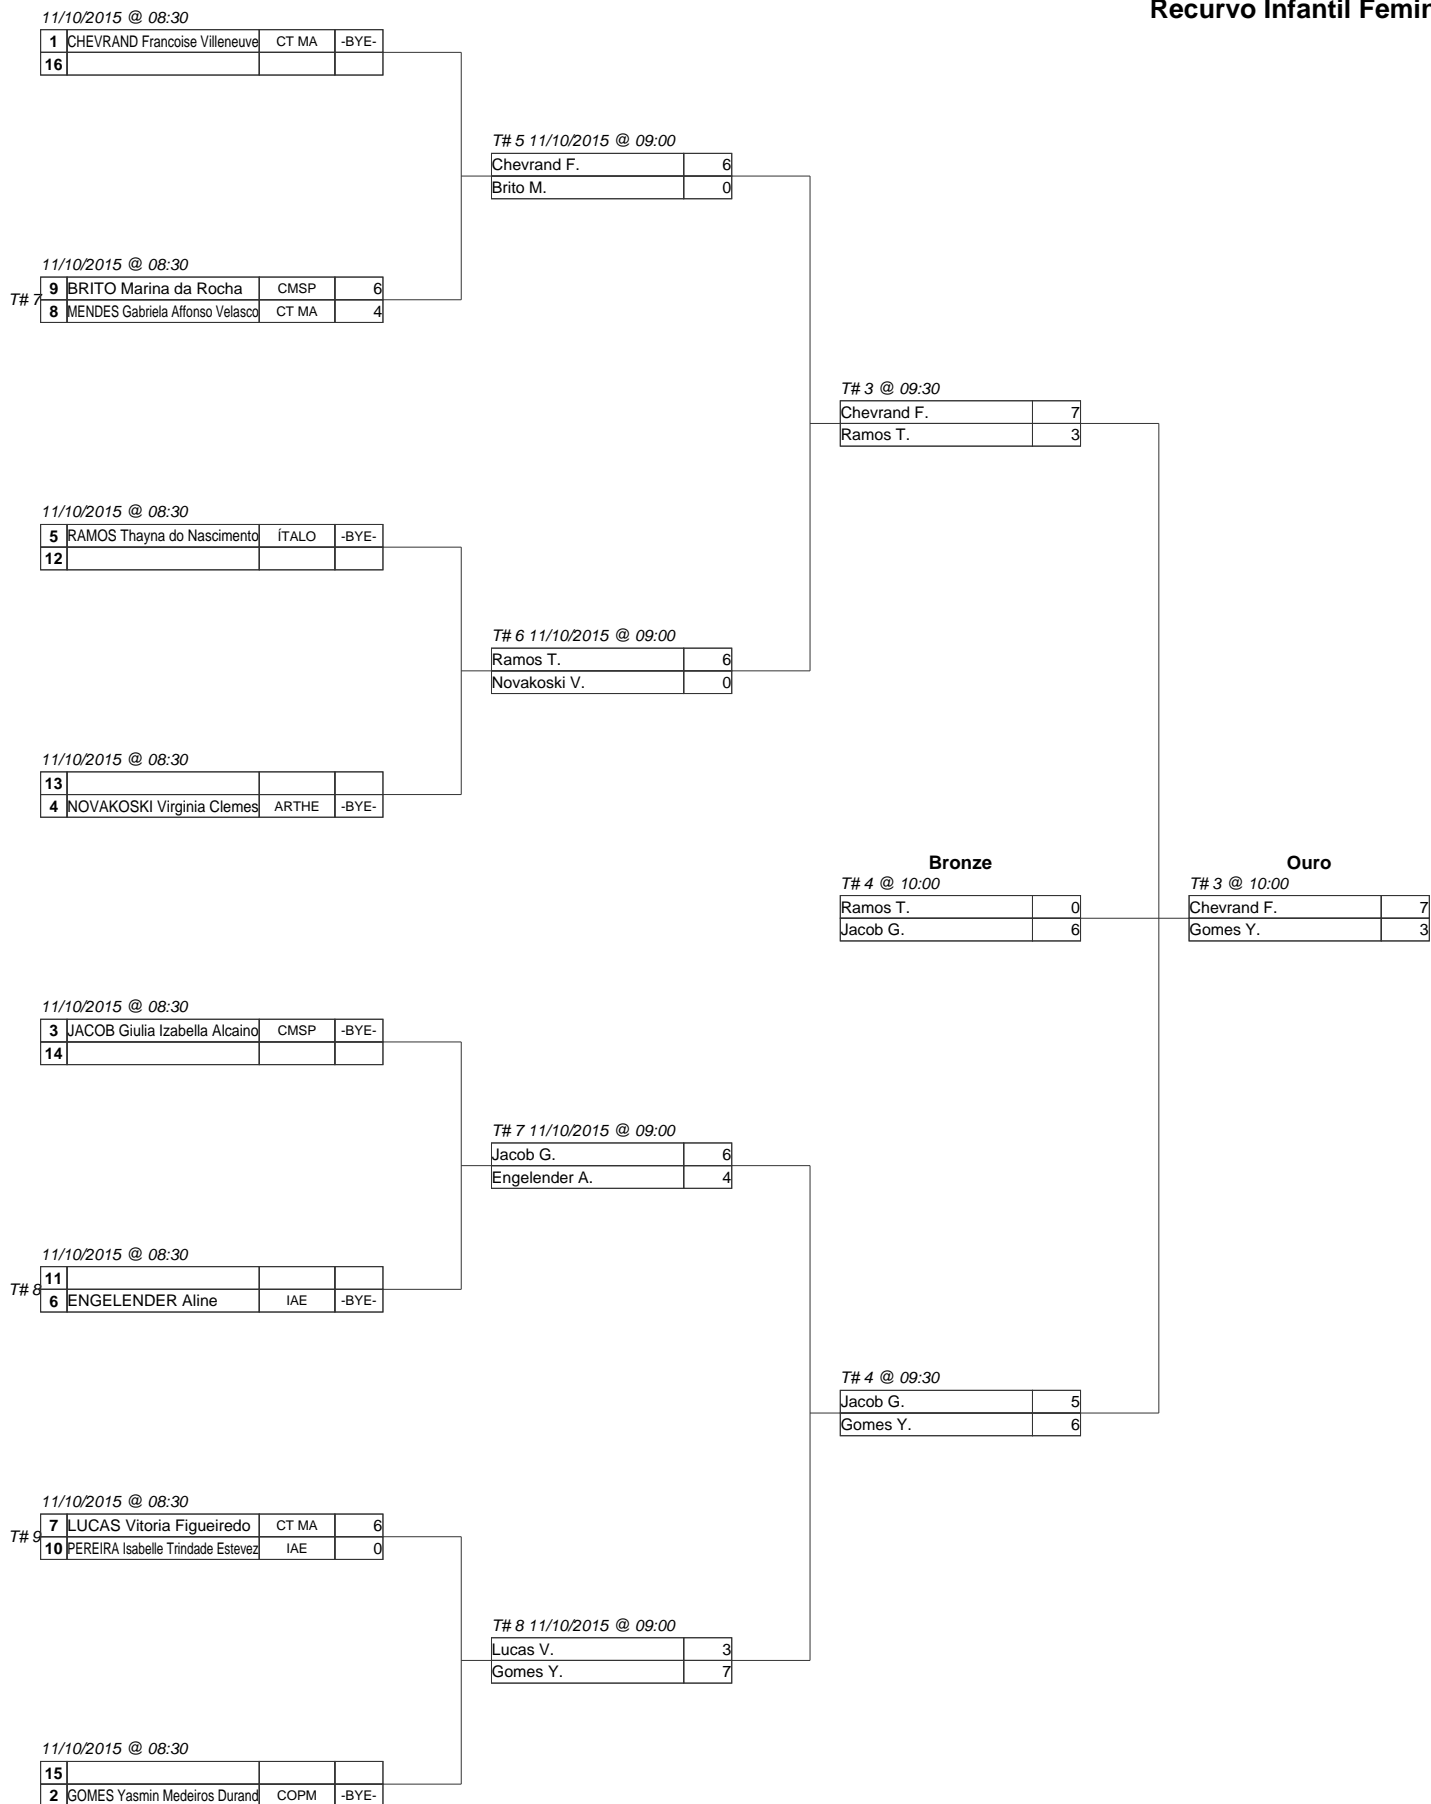 Recurvo Infantil Femin
11/10/2015 @ 08:30
1 CHEVRAND Francoise Villeneuve CT MA -BYE-
16
T# 5 11/10/2015 @ 09:00
Chevrand F. 6
Brito M. 0
11/10/2015 @ 08:30
T# 7
9 BRITO Marina da Rocha CMSP 6
8 MENDES Gabriela Affonso Velasco CT MA 4
T# 3 @ 09:30
Chevrand F. 7
Ramos T. 3
11/10/2015 @ 08:30
5 RAMOS Thayna do Nascimento ÍTALO -BYE-
12
T# 6 11/10/2015 @ 09:00
Ramos T. 6
Novakoski V. 0
11/10/2015 @ 08:30
13
4 NOVAKOSKI Virginia Clemes ARTHE -BYE-
Bronze
T# 4 @ 10:00
Ramos T. 0
Jacob G. 6
Ouro
T# 3 @ 10:00
Chevrand F. 7
Gomes Y. 3
11/10/2015 @ 08:30
3 JACOB Giulia Izabella Alcaino CMSP -BYE-
14
T# 7 11/10/2015 @ 09:00
Jacob G. 6
Engelender A. 4
11/10/2015 @ 08:30
T# 8
11
6 ENGELENDER Aline IAE -BYE-
T# 4 @ 09:30
Jacob G. 5
Gomes Y. 6
11/10/2015 @ 08:30
T# 9
7 LUCAS Vitoria Figueiredo CT MA 6
10 PEREIRA Isabelle Trindade Estevez IAE 0
T# 8 11/10/2015 @ 09:00
Lucas V. 3
Gomes Y. 7
11/10/2015 @ 08:30
15
2 GOMES Yasmin Medeiros Durand COPM -BYE-